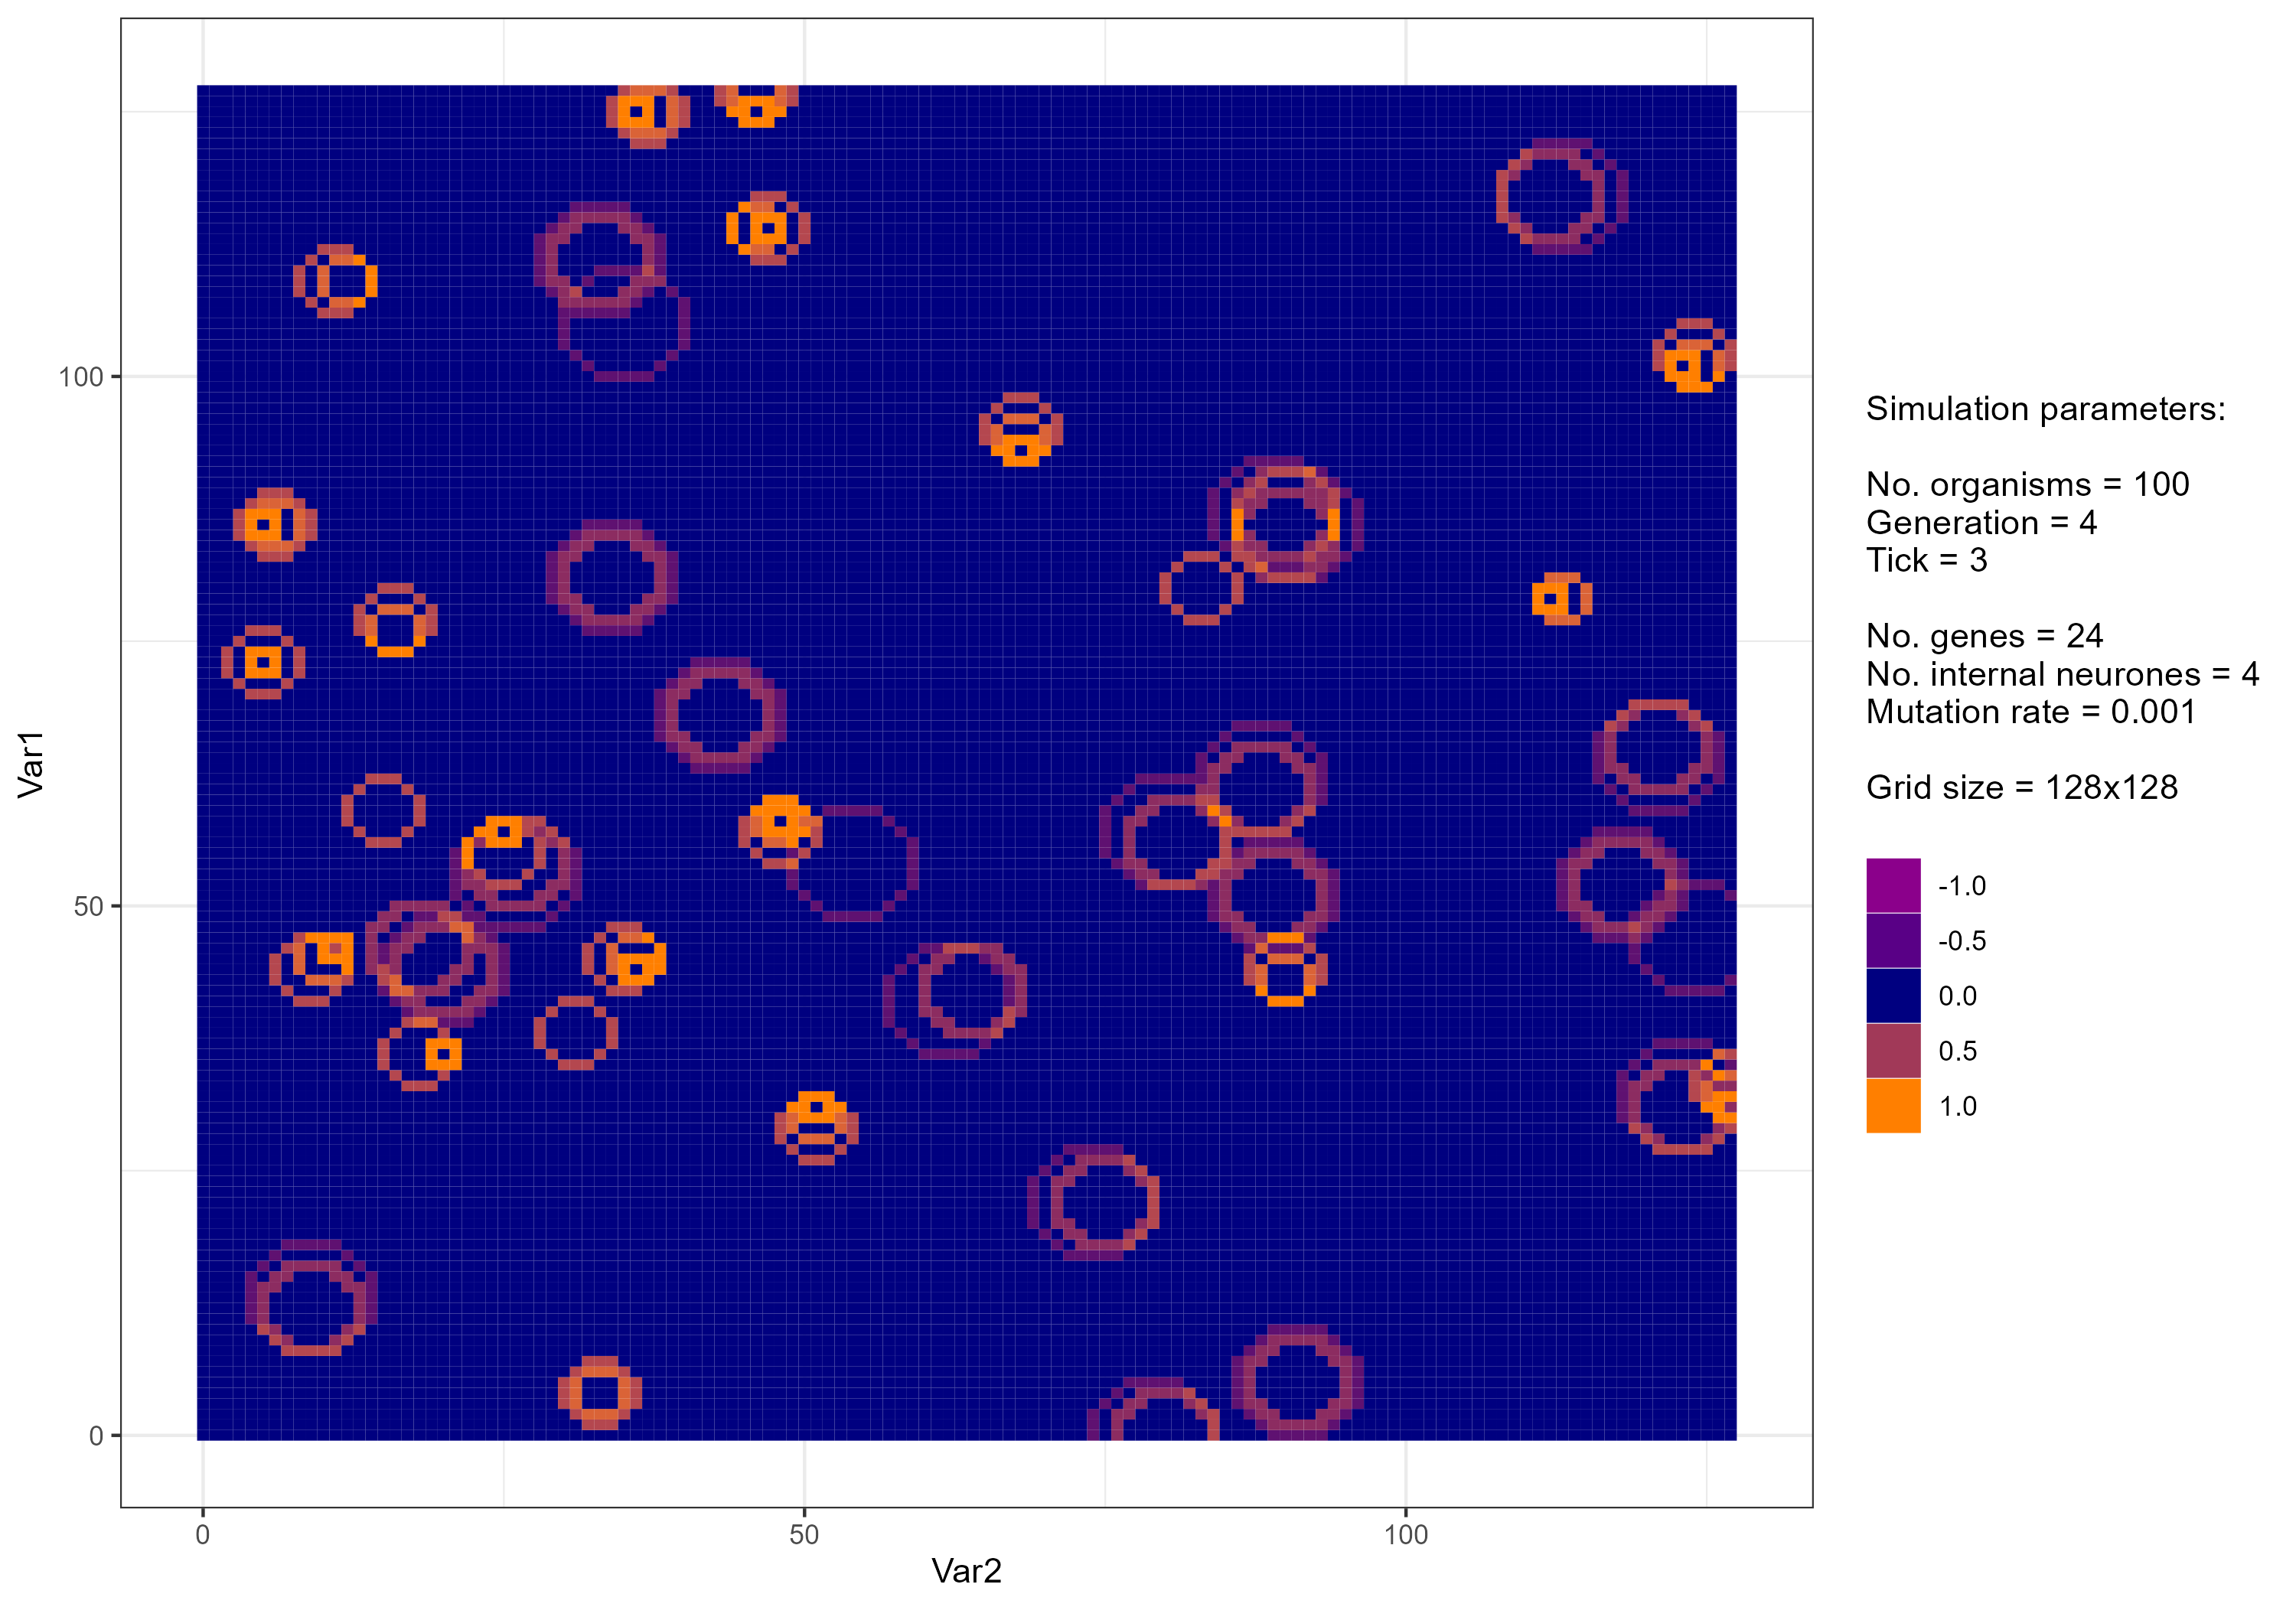 Var1
100
50
0
0
50
100
Var2
Simulation parameters:
No. organisms = 100
Generation = 4
Tick = 3
No. genes = 24
No. internal neurones = 4
Mutation rate = 0.001
Grid size = 128x128
-1.0
-0.5
0.0
0.5
1.0